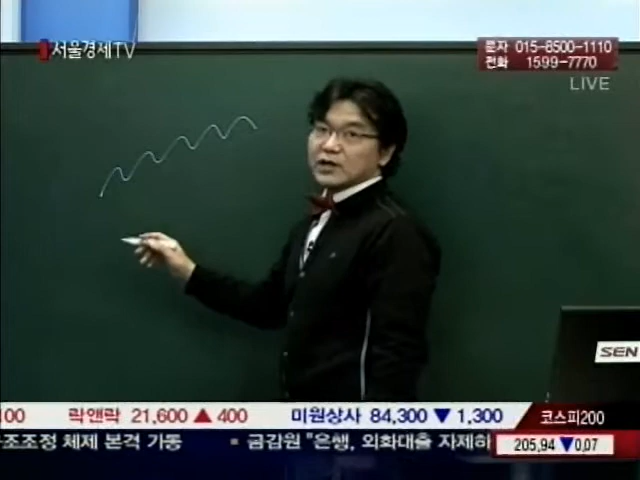 서울경제TV
문자 015-8500-1110
전화 1599-7770
LIVE
SEN
100 락앤락 21,600 ▲ 400 미원상사 84,300 ▼ 1,300 코스피200
조조정 체제 본격 가동 ▪ 금감원 "은행, 외화대출 자제하 205,94 ▼0,07